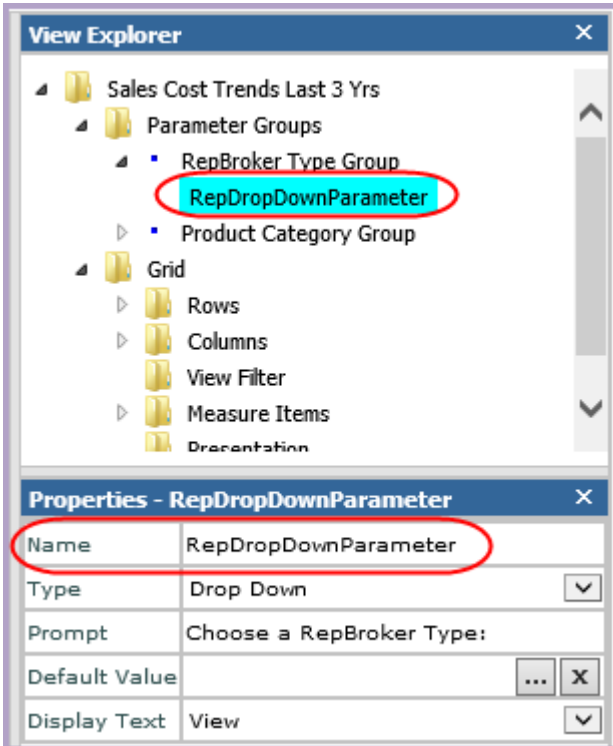 View Explorer
Sales Cost Trends Last 3 Yrs
Parameter Groups
RepBroker Type Group
RepDropDownParameter
Product Category Group
Grid
Rows
Columns
View Filter
Measure Items
Presentation
Properties - RepDropDownParameter
Name RepDropDownParameter
Type Drop Down
Prompt Choose a RepBroker Type:
Default Value ... x
Display Text View